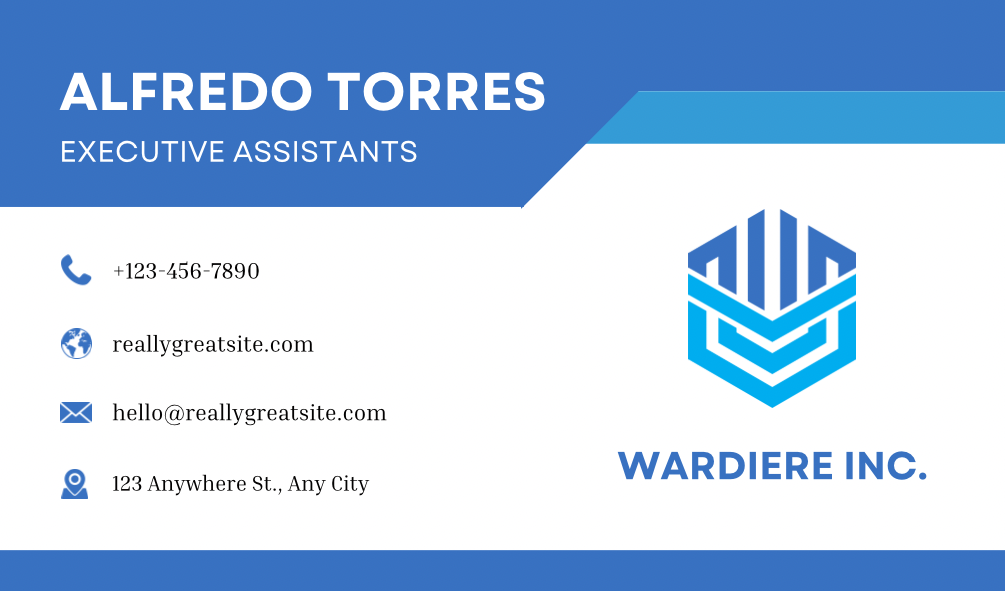 ALFREDO TORRES
EXECUTIVE ASSISTANTS
+123-456-7890
reallygreatsite.com
hello@reallygreatsite.com
123 Anywhere St., Any City
WARDIERE INC.